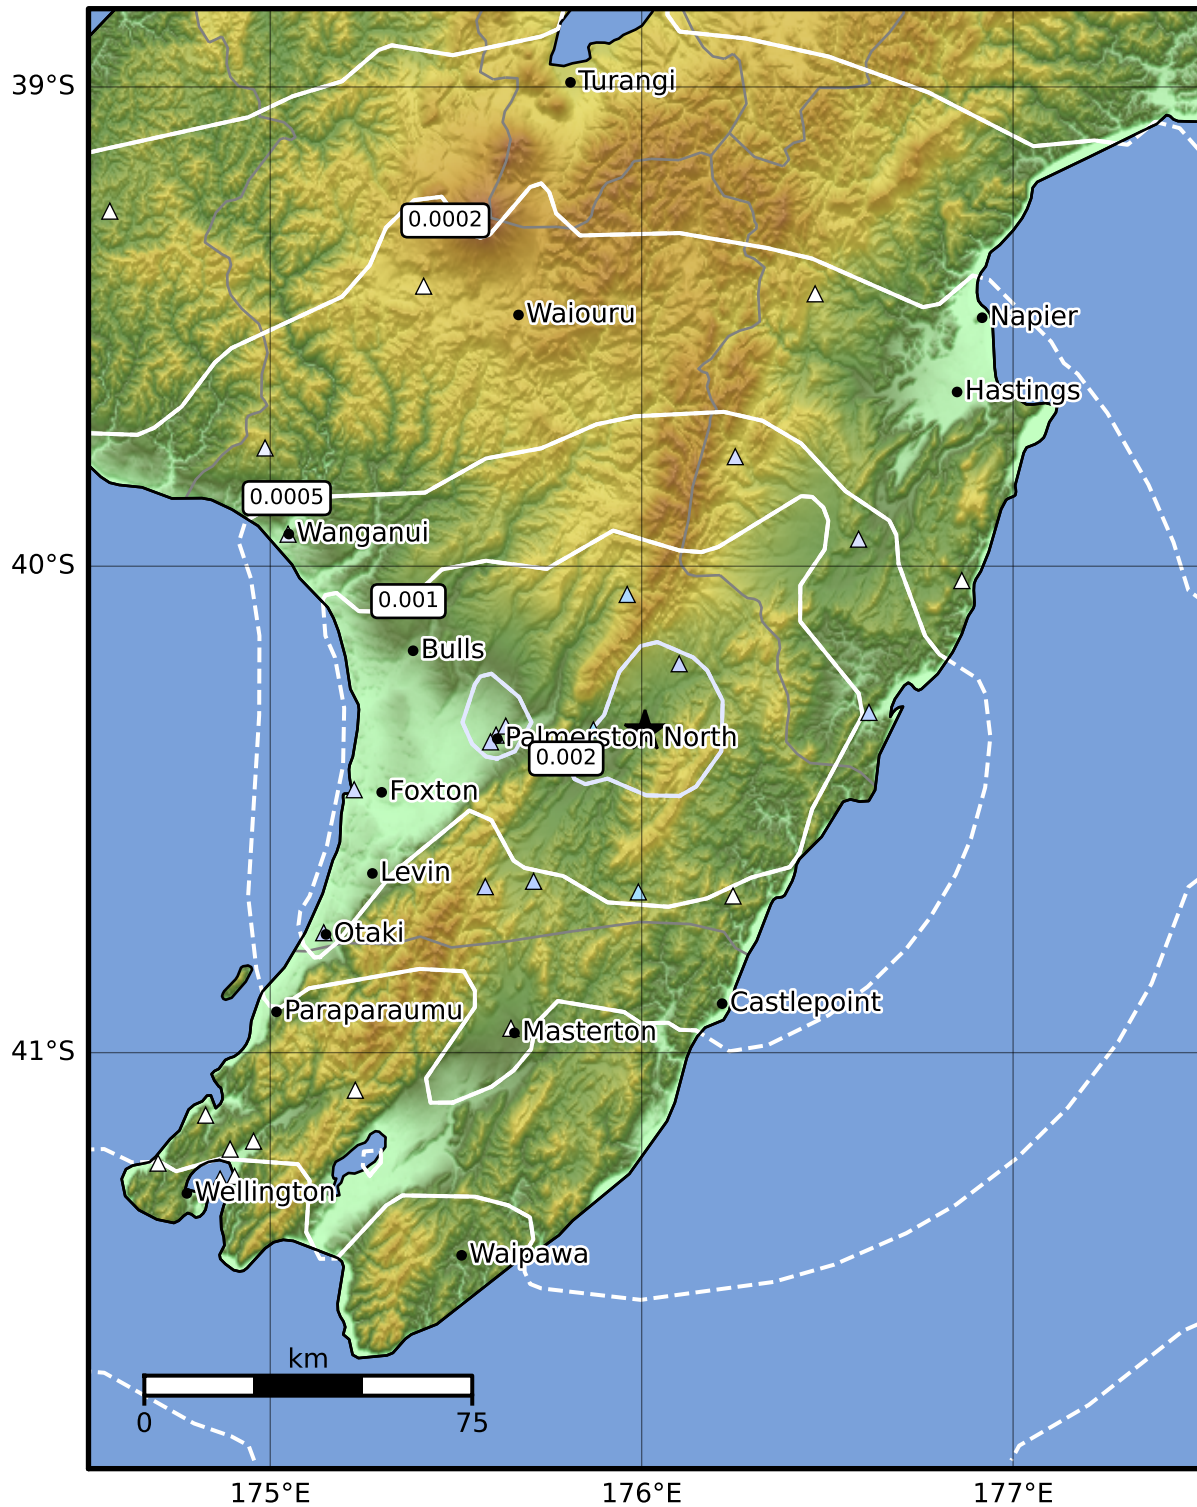 39°S
Turangi
0.0002
Waiouru
Napier
Hastings
0.0005
Wanganui
40°S
0.001
Bulls
Palmerston North
0.002
Foxton
Levin
Otaki
Castlepoint
Paraparaumu
Masterton
41°S
Wellington
Waipawa
km
0 75
175°E 176°E 177°E